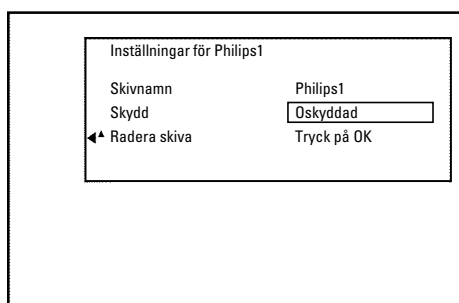 Inställningar för Philips1
Skivnamn Philips1
Skydd Oskyddad
Radera skiva Tryck på OK